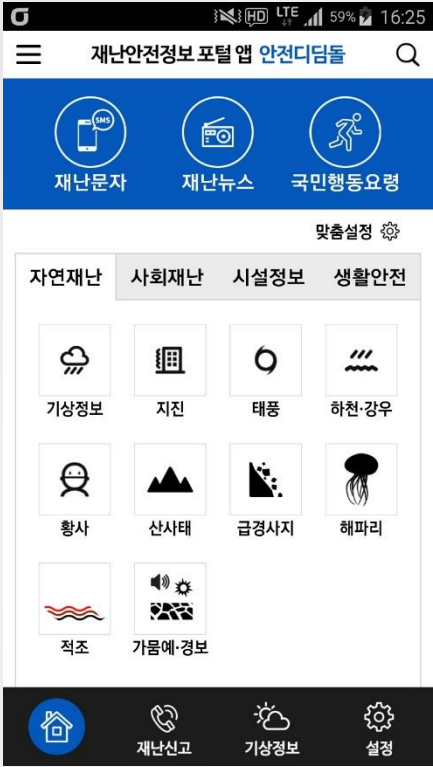 HD LTE 59% 16:25
재난안전정보 포털 앱 안전디딤돌
SMS
재난문자 재난뉴스 국민행동요령
맞춤설정
자연재난 사회재난 시설정보 생활안전
기상정보 지진 태풍 하천·강우
황사 산사태 급경사지 해파리
적조 가뭄예·경보
재난신고 기상정보 설정